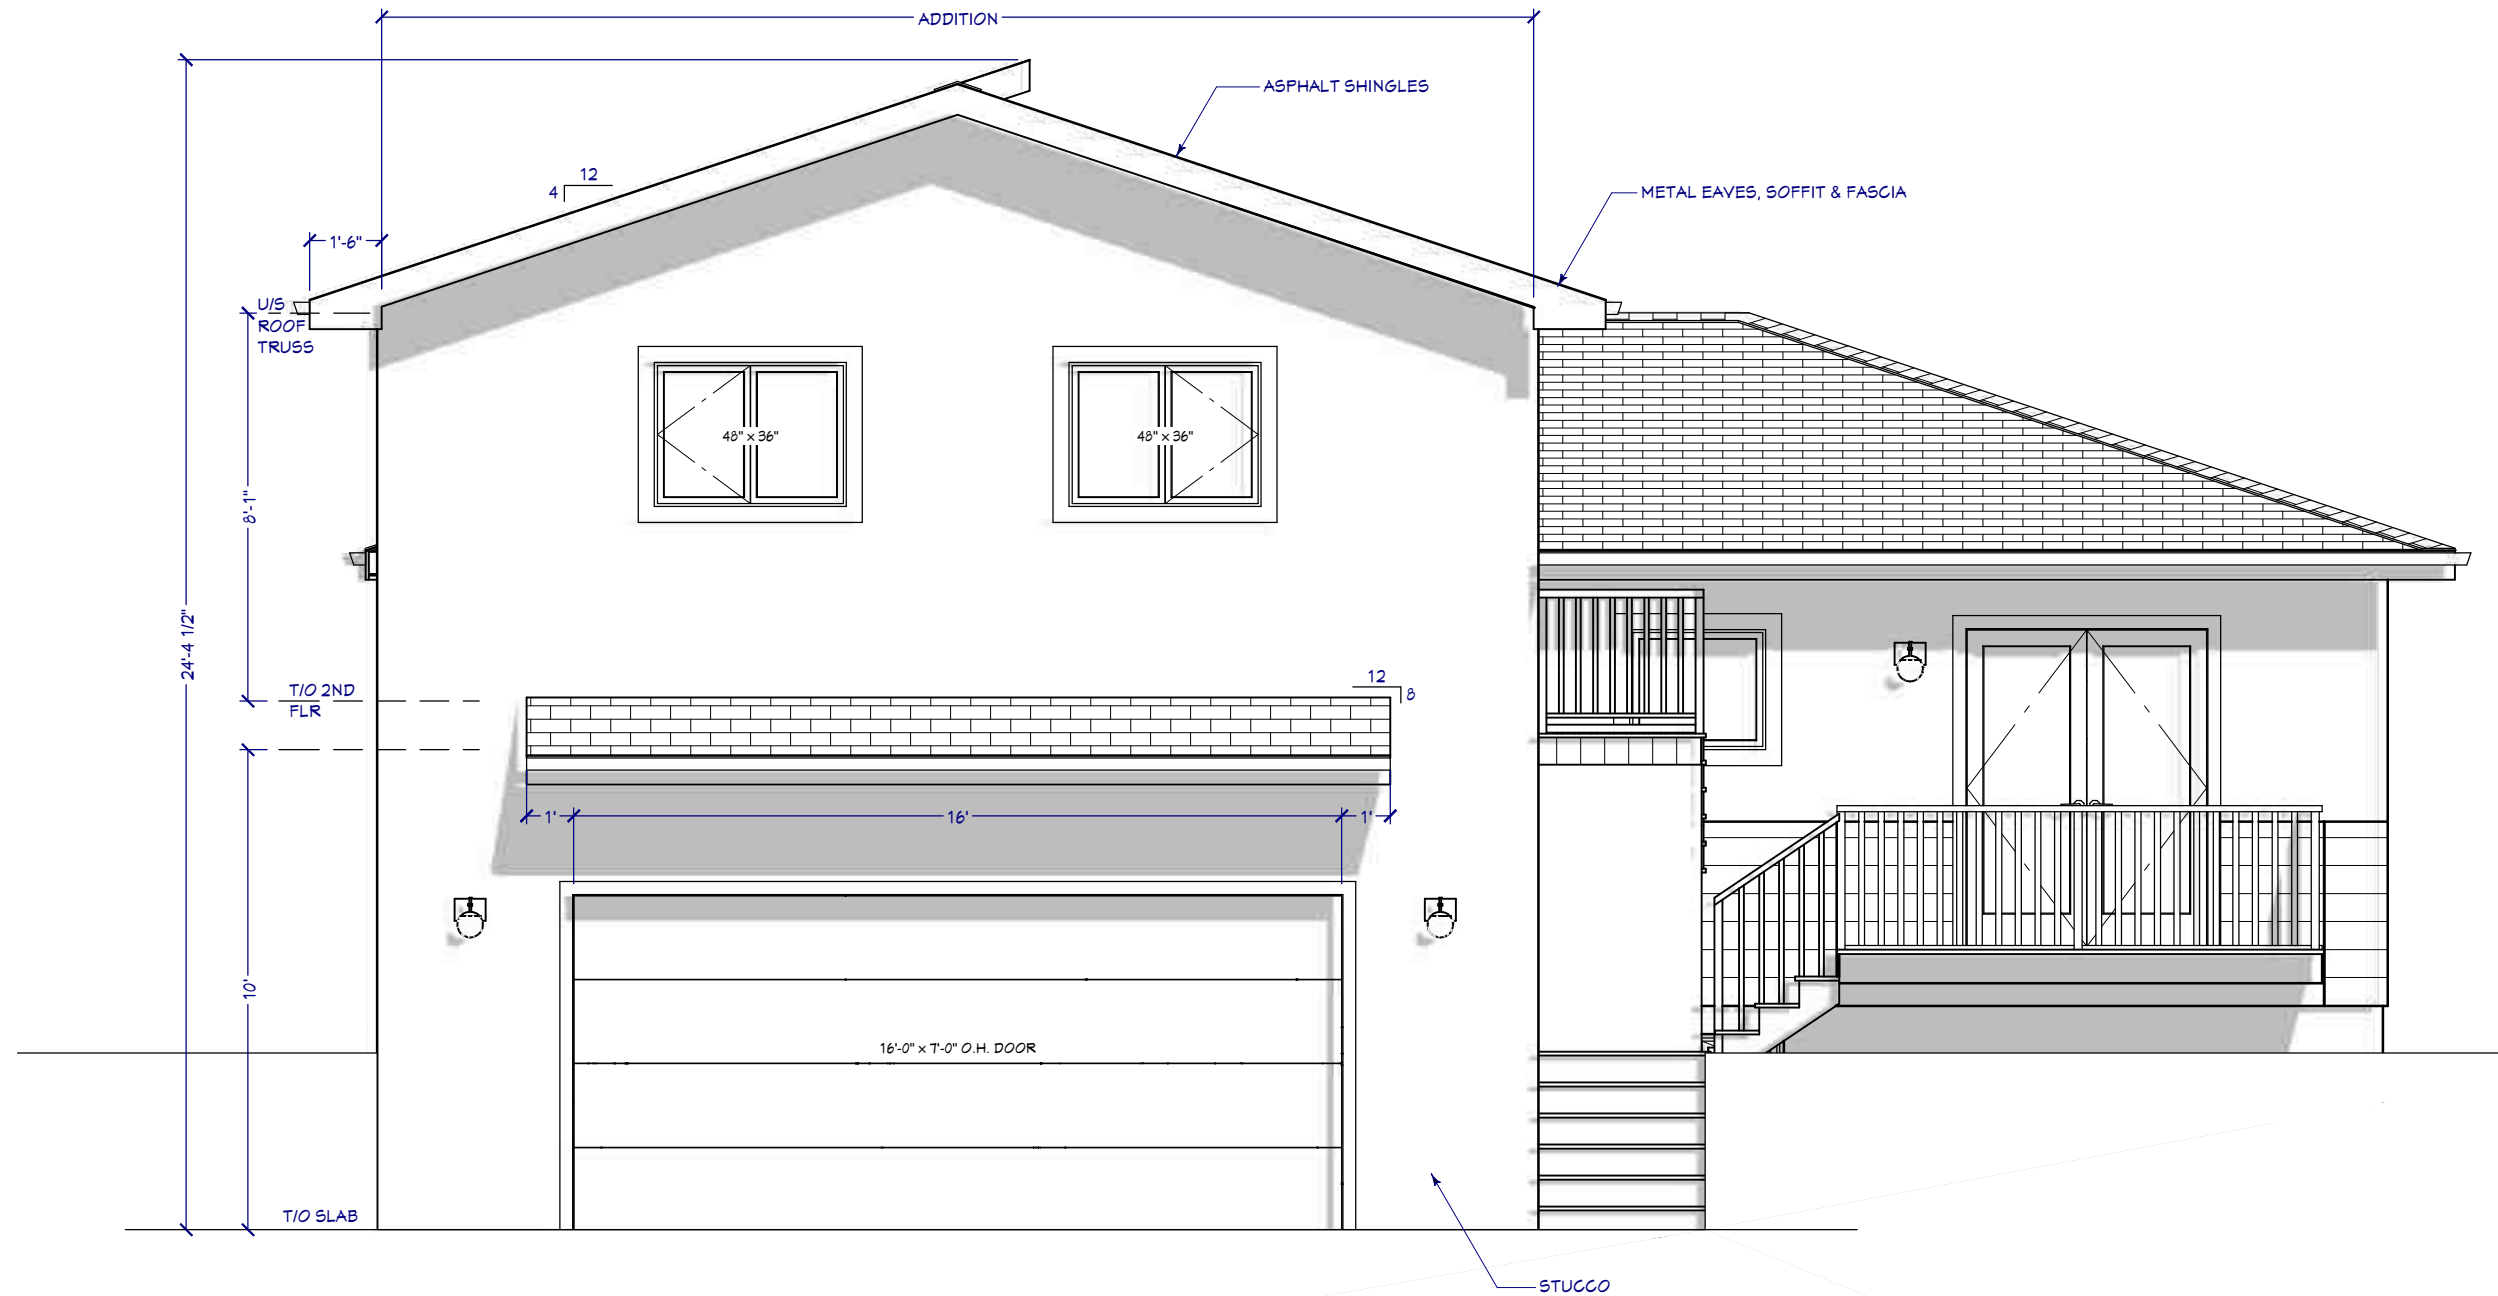 ADDITION
ASPHALT SHINGLES
12
4
METAL EAVES, SOFFIT & FASCIA
1'-6"
U/S
ROOF
TRUSS
48" x 36"
48" x 36"
8'-1"
24'-4 1/2"
T/O 2ND
FLR
12
8
1'
16'
1'
10'
16'-0" x 7'-0" O.H. DOOR
T/O SLAB
STUCCO